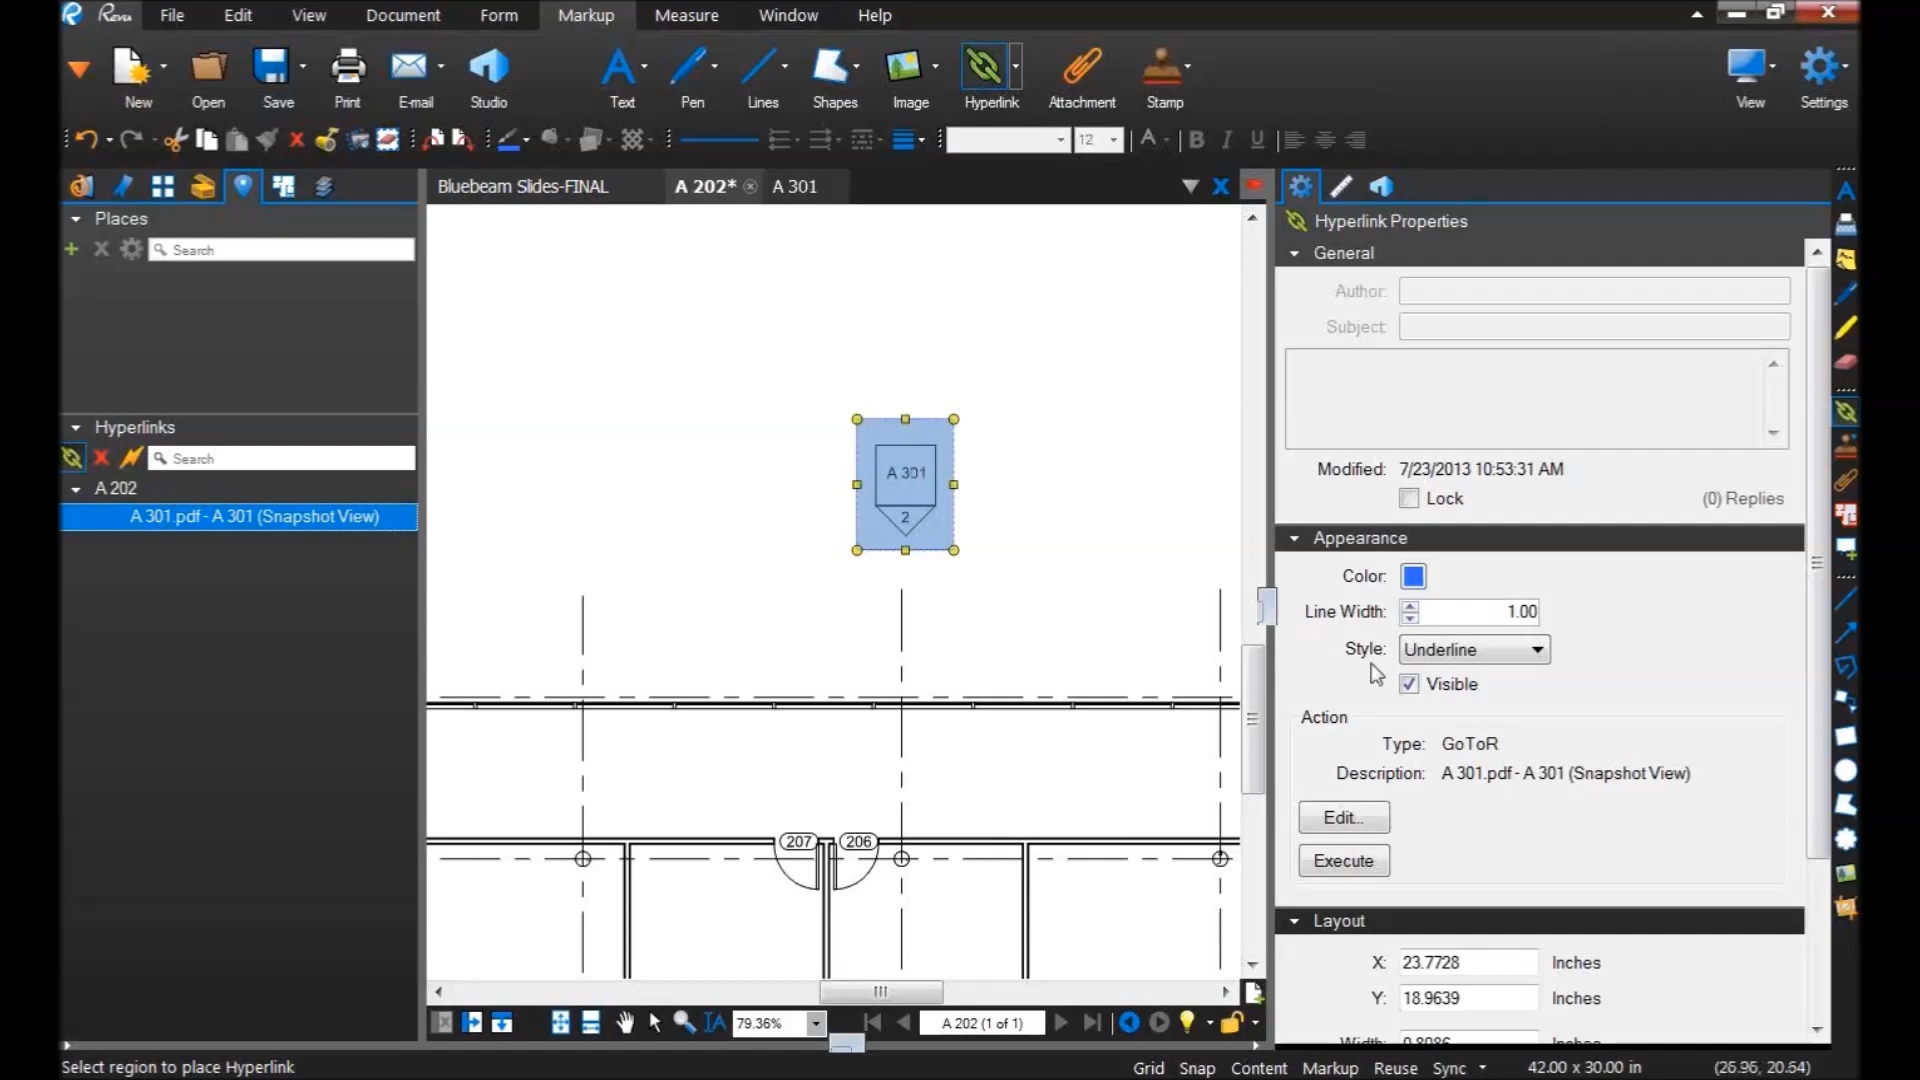 Revu File Edit View Document Form Markup Measure Window Help
New Open Save Print E-mail Studio Text Pen Lines Shapes Image Hyperlink Attachment Stamp View Settings
12 A B I U
Bluebeam Slides-FINAL A 202* A 301
Places
Search
Hyperlinks
Search
A 202
A 301.pdf - A 301 (Snapshot View)
A 301
2
207 206
79.36% A 202 (1 of 1)
Hyperlink Properties
General
Author:
Subject:
Modified: 7/23/2013 10:53:31 AM
Lock (0) Replies
Appearance
Color:
Line Width: 1.00
Style: Underline
Visible
Action
Type: GoToR
Description: A 301.pdf - A 301 (Snapshot View)
Edit...
Execute
Layout
X: 23.7728 Inches
Y: 18.9639 Inches
Select region to place Hyperlink Grid Snap Content Markup Reuse Sync 42.00 x 30.00 in (26.96, 20.64)